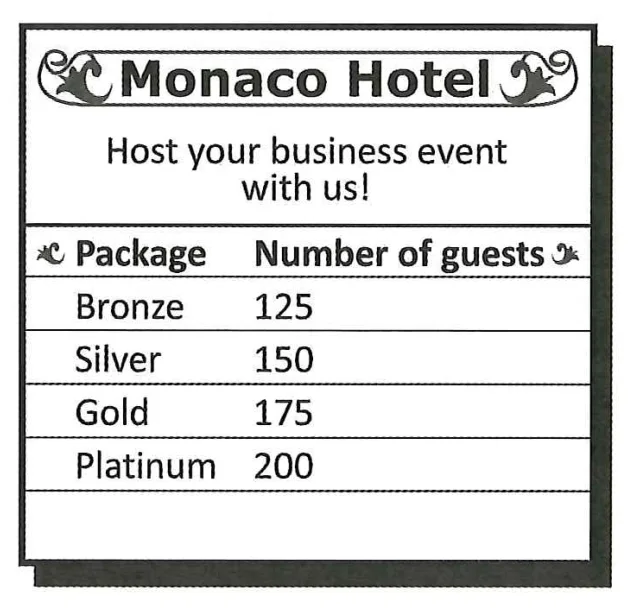 Monaco Hotel
Host your business event
with us!
Package Number of guests
Bronze 125
Silver 150
Gold 175
Platinum 200